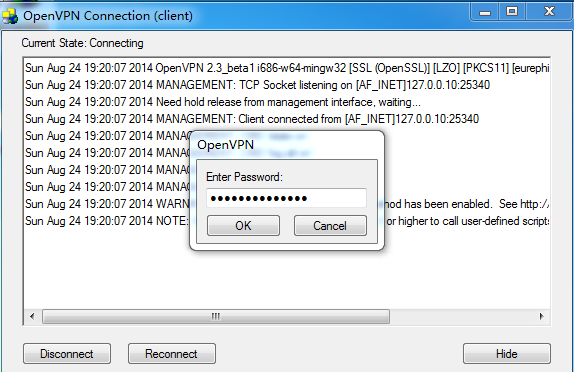 OpenVPN Connection (client)
Current State: Connecting
Sun Aug 24 19:20:07 2014 OpenVPN 2.3_beta1 i686-w64-mingw32 [SSL (OpenSSL)] [LZO] [PKCS11] [eurephi
Sun Aug 24 19:20:07 2014 MANAGEMENT: TCP Socket listening on [AF_INET]127.0.0.10:25340
Sun Aug 24 19:20:07 2014 Need hold release from management interface, waiting...
Sun Aug 24 19:20:07 2014 MANAGEMENT: Client connected from [AF_INET]127.0.0.10:25340
Sun Aug 24 19:20:07 2014 MANAG
Sun Aug 24 19:20:07 2014 MANAG
Sun Aug 24 19:20:07 2014 MANAG
Sun Aug 24 19:20:07 2014 MANAG
Sun Aug 24 19:20:07 2014 WARN hod has been enabled. See http://
Sun Aug 24 19:20:07 2014 NOTE: or higher to call user-defined scripts
OpenVPN
Enter Password:
OK Cancel
Disconnect Reconnect Hide